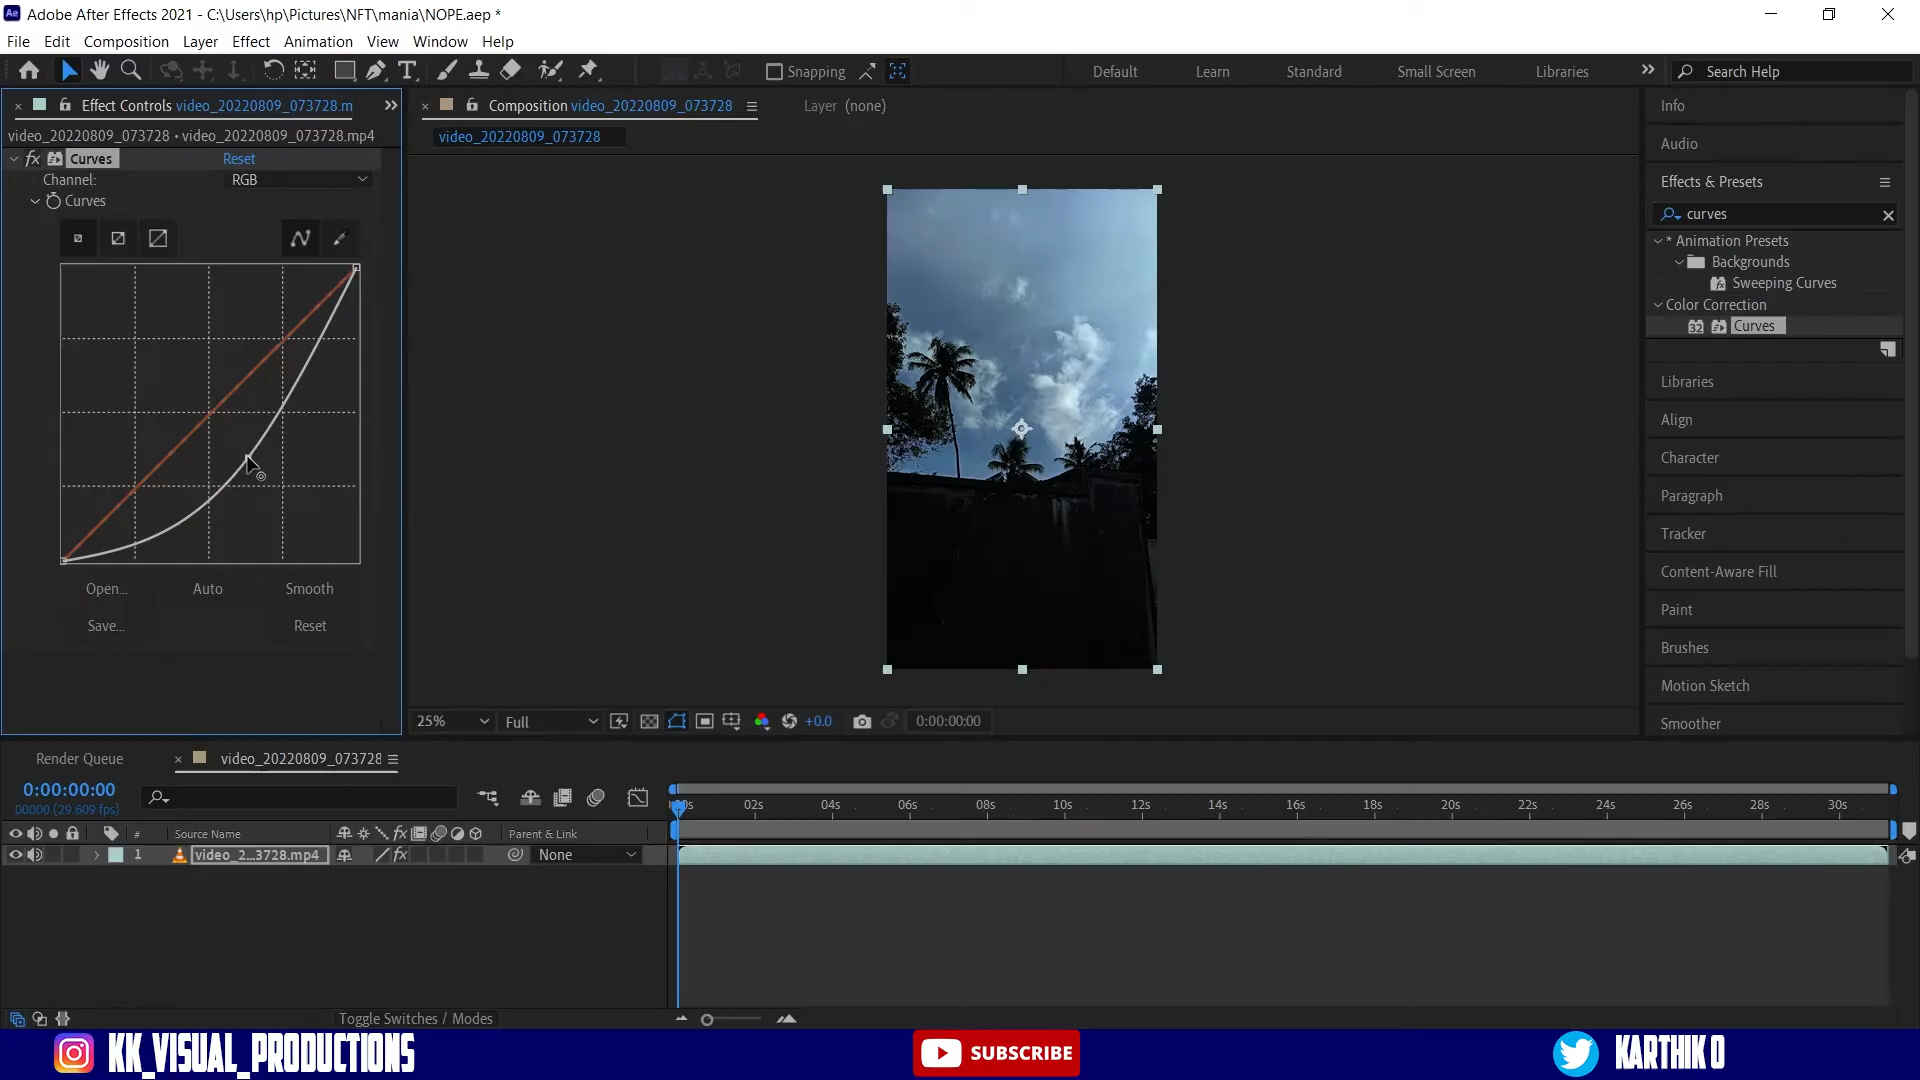 Adobe After Effects 2021 - C:\Users\hp\Pictures\NFT\mania\NOPE.aep *
File Edit Composition Layer Effect Animation View Window Help
Snapping
Default Learn Standard Small Screen Libraries
Search Help
Effect Controls video_20220809_073728.m
video_20220809_073728 • video_20220809_073728.mp4
fx Curves Reset
Channel: RGB
Curves
Open... Auto Smooth
Save... Reset
Composition video_20220809_073728
Layer (none)
video_20220809_073728
25% Full +0.0 0:00:00:00
Info
Audio
Effects & Presets
curves
* Animation Presets
Backgrounds
Sweeping Curves
Color Correction
32 Curves
Libraries
Align
Character
Paragraph
Tracker
Content-Aware Fill
Paint
Brushes
Motion Sketch
Smoother
Render Queue video_20220809_073728
0:00:00:00
00000 (29.609 fps)
# Source Name fx Parent & Link
1 video_2...3728.mp4 fx None
02s 04s 06s 08s 10s 12s 14s 16s 18s 20s 22s 24s 26s 28s 30s
Toggle Switches / Modes
KK_VISUAL_PRODUCTIONS
SUBSCRIBE
KARTHIK O